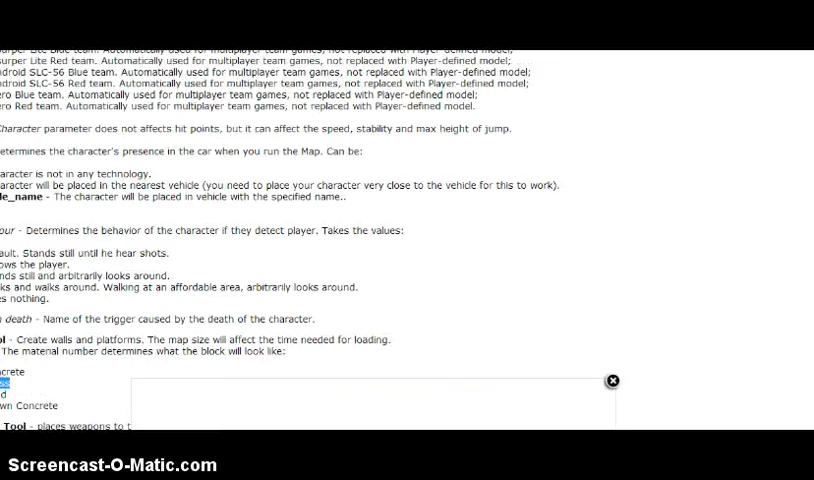 surper Lite Blue team. Automatically used for multiplayer team games, not replaced with Player-defined model;
surper Lite Red team. Automatically used for multiplayer team games, not replaced with Player-defined model;
ndroid SLC-56 Blue team. Automatically used for multiplayer team games, not replaced with Player-defined model;
ndroid SLC-56 Red team. Automatically used for multiplayer team games, not replaced with Player-defined model;
ero Blue team. Automatically used for multiplayer team games, not replaced with Player-defined model;
ero Red team. Automatically used for multiplayer team games, not replaced with Player-defined model.
Character parameter does not affects hit points, but it can affect the speed, stability and max height of jump.
etermines the character's presence in the car when you run the Map. Can be:
aracter is not in any technology.
aracter will be placed in the nearest vehicle (you need to place your character very close to the vehicle for this to work).
le_name - The character will be placed in vehicle with the specified name..
our - Determines the behavior of the character if they detect player. Takes the values:
ault. Stands still until he hear shots.
ows the player.
nds still and arbitrarily looks around.
ks and walks around. Walking at an affordable area, arbitrarily looks around.
es nothing.
n death - Name of the trigger caused by the death of the character.
ol - Create walls and platforms. The map size will affect the time needed for loading.
The material number determines what the block will look like:
ncrete
ss
d
wn Concrete
Tool - places weapons to t
Screencast-O-Matic.com